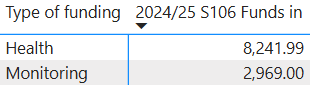 Type of funding 2024/25 S106 Funds in
Health 8,241.99
Monitoring 2,969.00